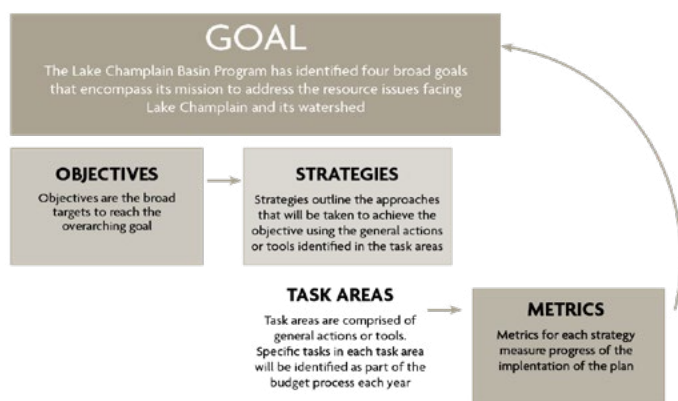 GOAL
The Lake Champlain Basin Program has identified four broad goals
that encompass its mission to address the resource issues facing
Lake Champlain and its watershed
OBJECTIVES
Objectives are the broad
targets to reach the
overarching goal
STRATEGIES
Strategies outline the approaches
that will be taken to achieve the
objective using the general actions
or tools identified in the task areas
TASK AREAS
Task areas are comprised of
general actions or tools.
Specific tasks in each task area
will be identified as part of the
budget process each year
METRICS
Metrics for each strategy
measure progress of the
implentation of the plan